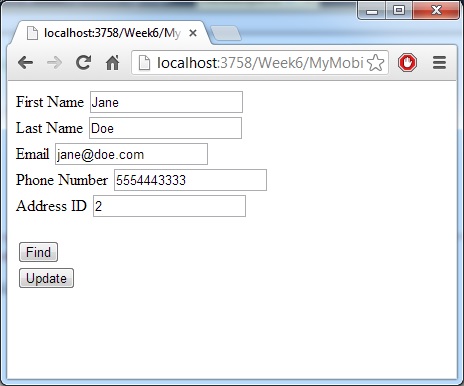 localhost:3758/Week6/My
localhost:3758/Week6/MyMobi
First Name Jane
Last Name Doe
Email jane@doe.com
Phone Number 5554443333
Address ID 2
Find
Update